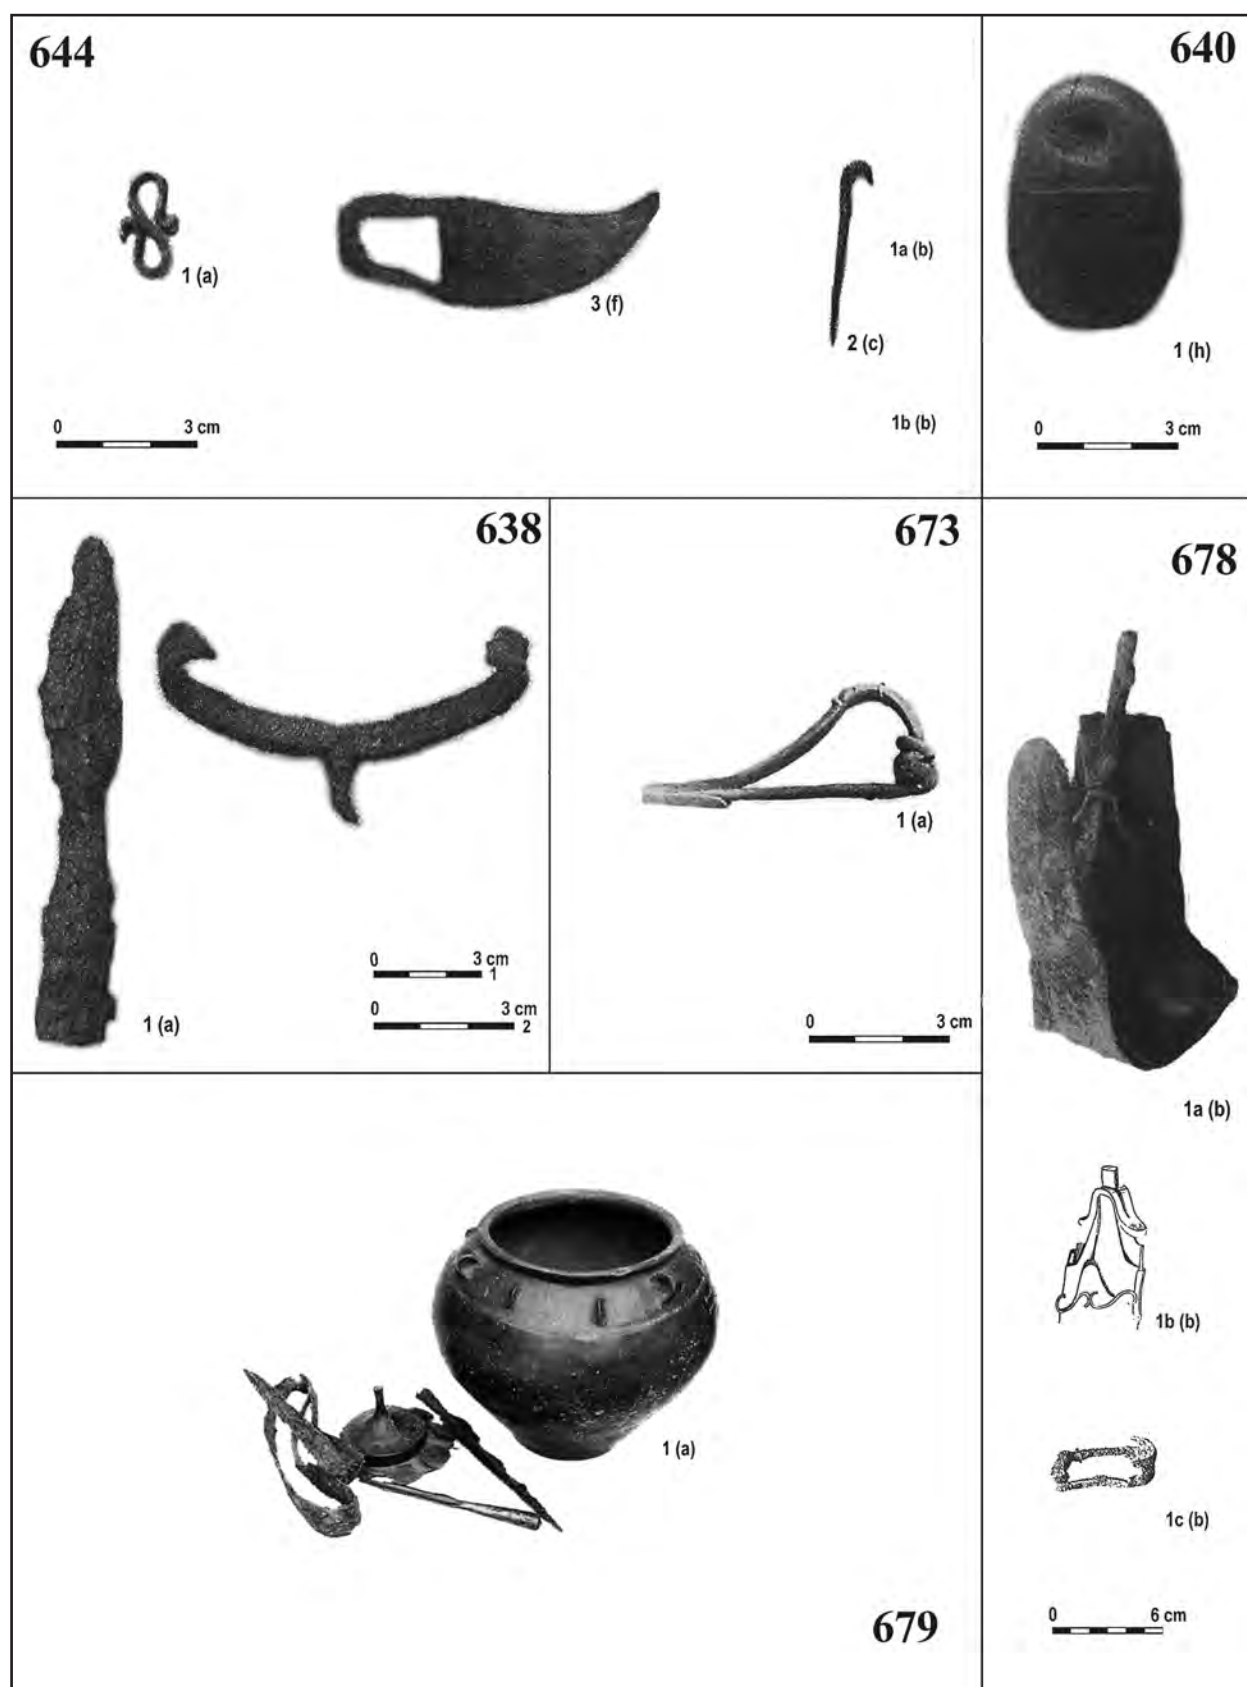 644
1 (a)
3 (f)
1a (b)
2 (c)
1b (b)
0 3 cm
640
1 (h)
0 3 cm
638
1 (a)
0 3 cm 1
0 3 cm 2
673
1 (a)
0 3 cm
678
1a (b)
1b (b)
1c (b)
0 6 cm
1 (a)
679